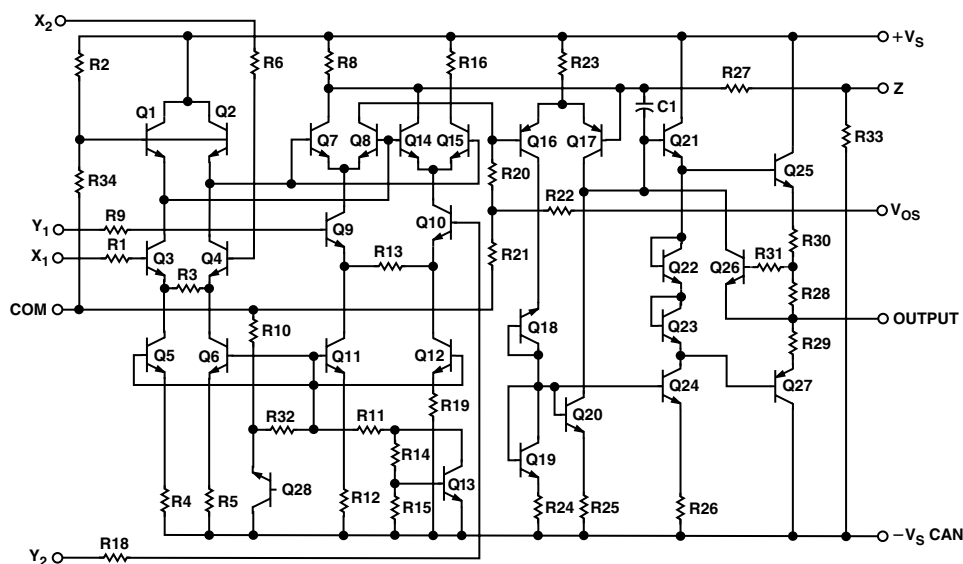 X2
+VS
R2
R6
R8
R16
R23
R27
Z
Q1
Q2
C1
Q7
Q8
Q14
Q15
Q16
Q17
Q21
R33
R34
R20
Q25
R22
VOS
Y1
R9
Q9
Q10
X1
R1
Q3
Q4
R13
R21
R30
R3
Q22
Q26
R31
R28
COM
R10
Q18
Q23
OUTPUT
R29
Q5
Q6
Q11
Q12
Q24
Q27
R19
R32
R11
Q20
R14
Q19
Q28
Q13
R4
R5
R12
R15
R24
R25
R26
−VS CAN
R18
Y2